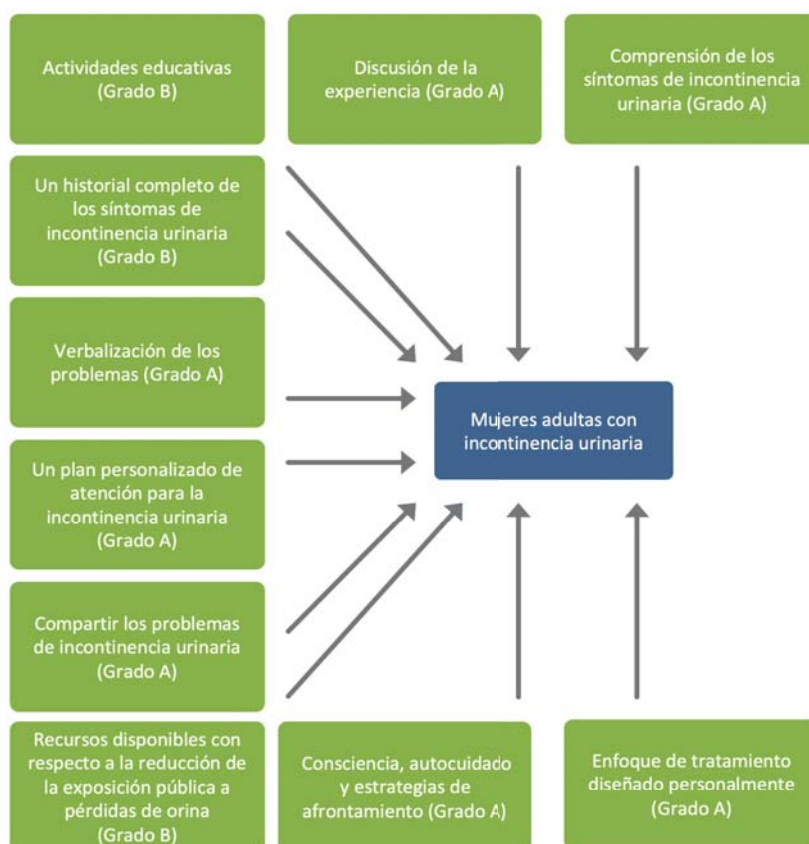 Actividades educativas
(Grado B)
Discusión de la
experiencia (Grado A)
Comprensión de los
síntomas de incontinencia
urinaria (Grado A)
Un historial completo de
los síntomas de
incontinencia urinaria
(Grado B)
Verbalización de los
problemas (Grado A)
Mujeres adultas con
incontinencia urinaria
Un plan personalizado de
atención para la
incontinencia urinaria
(Grado A)
Compartir los problemas
de incontinencia urinaria
(Grado A)
Recursos disponibles con
respecto a la reducción de
la exposición pública a
pérdidas de orina
(Grado B)
Consciencia, autocuidado
y estrategias de
afrontamiento (Grado A)
Enfoque de tratamiento
diseñado personalmente
(Grado A)